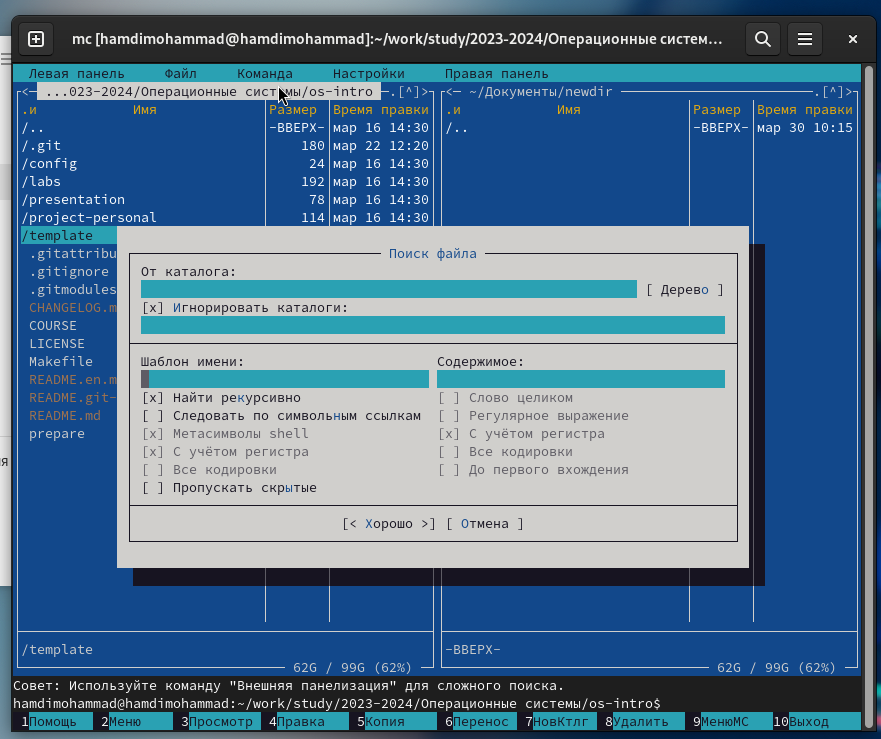 mc [hamdimohammad@hamdimohammad]:~/work/study/2023-2024/Операционные систем...
Левая панель Файл Команда Настройки Правая панель
<─ ...023-2024/Операционные системы/os-intro ─.[^]>
.и Имя Размер Время правки
/.. -ВВЕРХ- мар 16 14:30
/.git 180 мар 22 12:20
/config 24 мар 16 14:30
/labs 192 мар 16 14:30
/presentation 78 мар 16 14:30
/project-personal 114 мар 16 14:30
/template
.gitattribu
.gitignore
.gitmodules
CHANGELOG.m
COURSE
LICENSE
Makefile
README.en.m
README.git-
README.md
prepare
/template
62G / 99G (62%)
<─ ~/Документы/newdir ─.[^]>
.и Имя Размер Время правки
/.. -ВВЕРХ- мар 30 10:15
-ВВЕРХ-
62G / 99G (62%)
Поиск файла
От каталога:
[ Дерево ]
[x] Игнорировать каталоги:
Шаблон имени: Содержимое:
[x] Найти рекурсивно [ ] Слово целиком
[ ] Следовать по символьным ссылкам [ ] Регулярное выражение
[x] Метасимволы shell [x] С учётом регистра
[x] С учётом регистра [ ] Все кодировки
[ ] Все кодировки [ ] До первого вхождения
[ ] Пропускать скрытые
[< Хорошо >] [ Отмена ]
Совет: Используйте команду "Внешняя панелизация" для сложного поиска.
hamdimohammad@hamdimohammad:~/work/study/2023-2024/Операционные системы/os-intro$
1Помощь 2Меню 3Просмотр 4Правка 5Копия 6Перенос 7НовКтлг 8Удалить 9МенюМС 10Выход